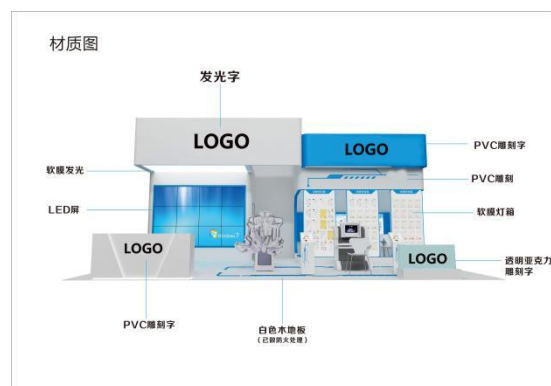 材质图
发光字
LOGO
LOGO
PVC雕刻字
软膜发光
PVC雕刻
LED屏
软膜灯箱
LOGO
LOGO
透明亚克力
雕刻字
PVC雕刻字
白色木地板
(已做防火处理)